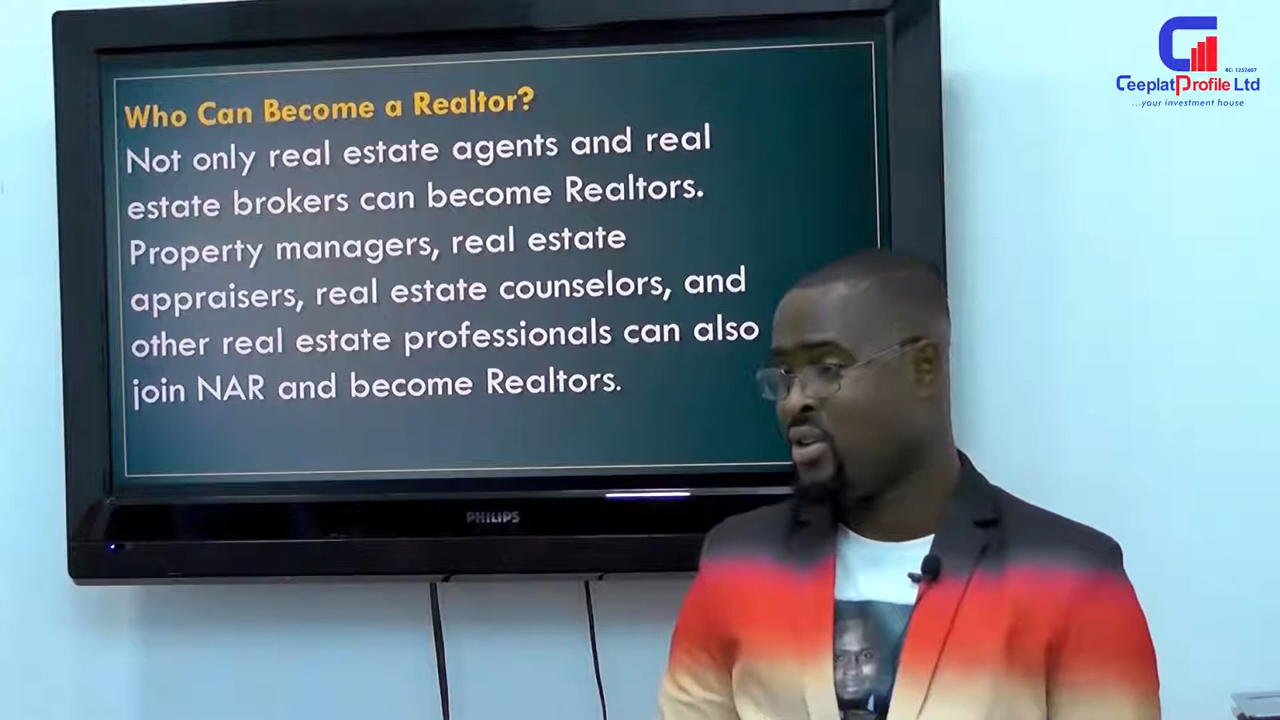 Who Can Become a Realtor?
Not only real estate agents and real
estate brokers can become Realtors.
Property managers, real estate
appraisers, real estate counselors, and
other real estate professionals can also
join NAR and become Realtors.
PHILIPS
RC: 1252607
CeeplatProfile Ltd
...your investment house